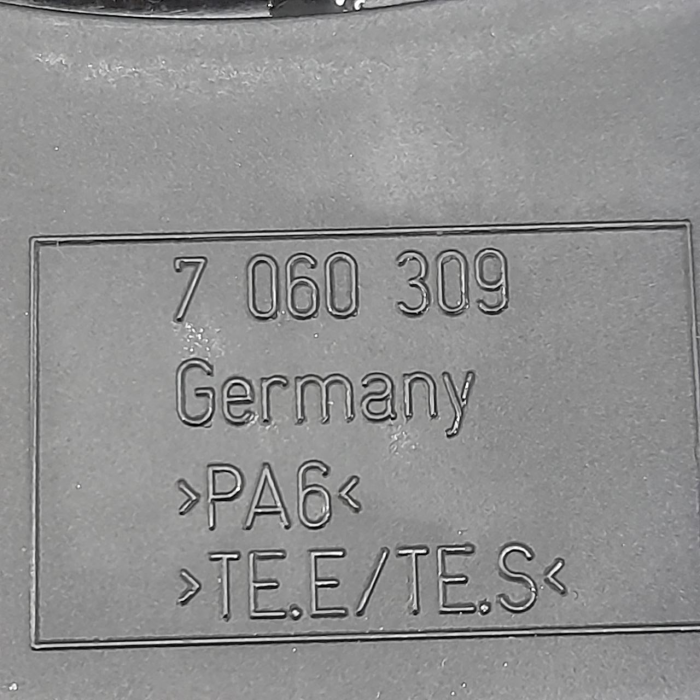 7 060 309
Germany
>PA6<
>TE.E/TE.S<